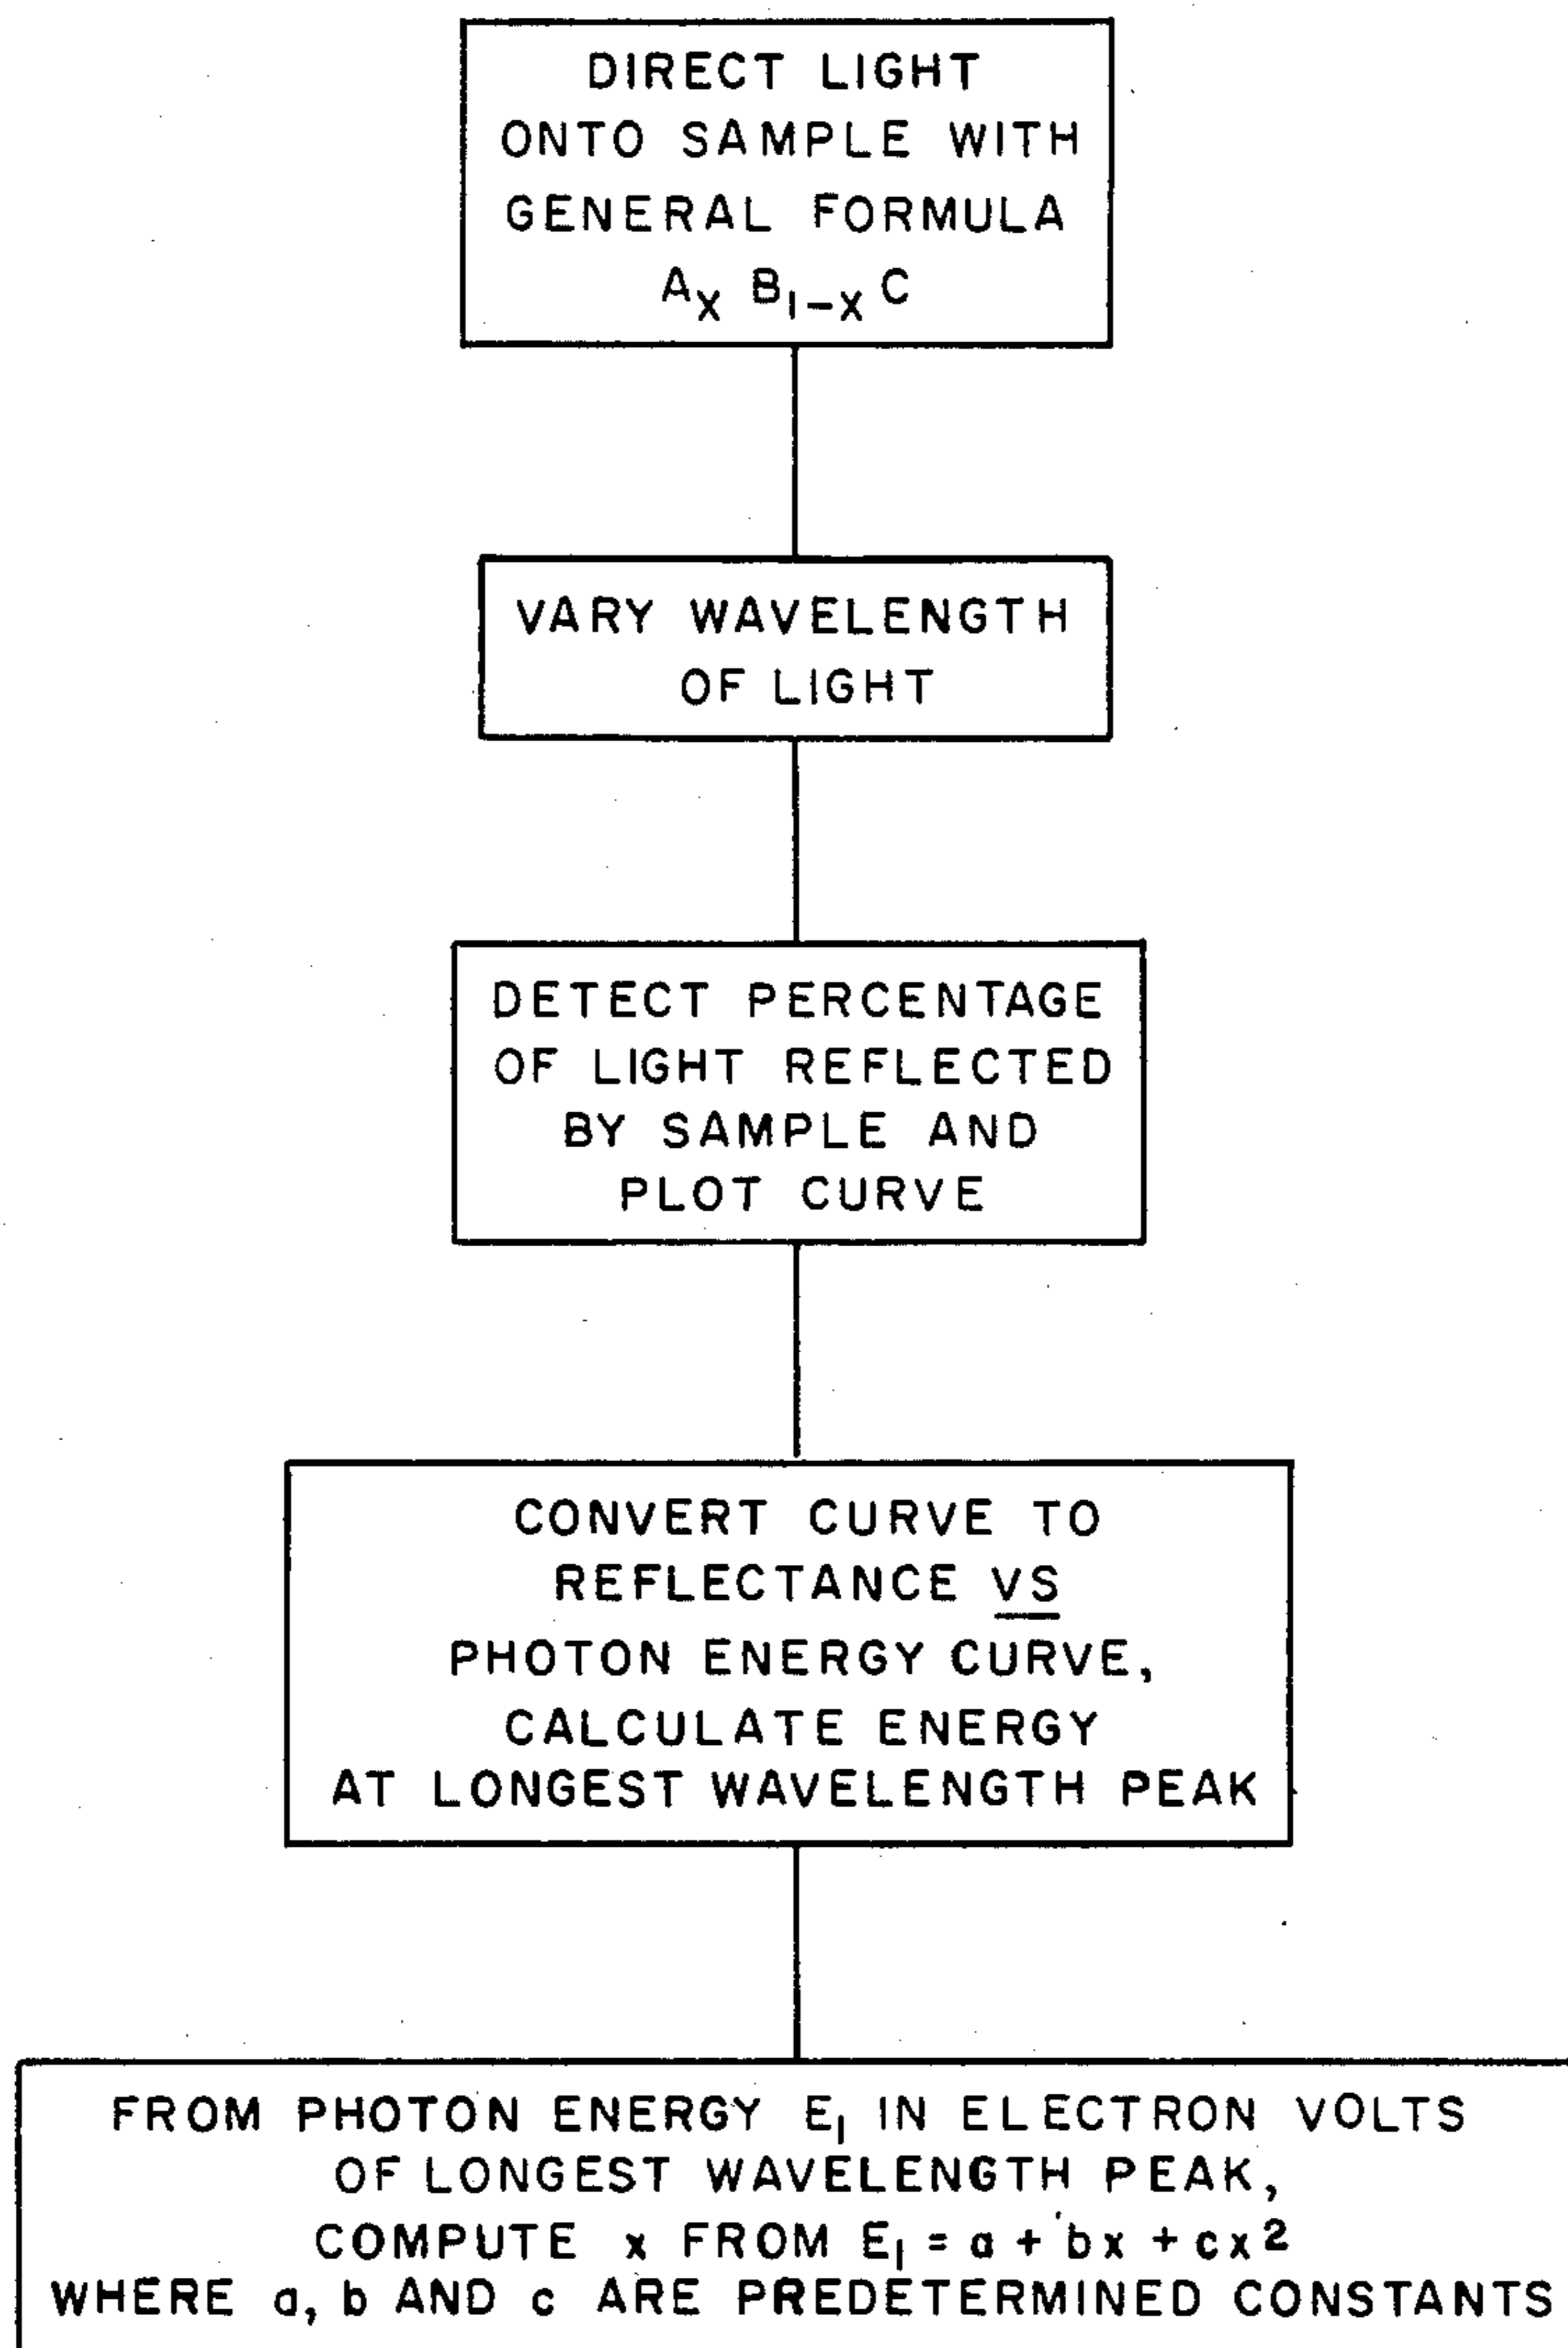 DIRECT LIGHT
ONTO SAMPLE WITH
GENERAL FORMULA
Aₓ B₁₋ₓ C
VARY WAVELENGTH
OF LIGHT
DETECT PERCENTAGE
OF LIGHT REFLECTED
BY SAMPLE AND
PLOT CURVE
CONVERT CURVE TO
REFLECTANCE VS
PHOTON ENERGY CURVE,
CALCULATE ENERGY
AT LONGEST WAVELENGTH PEAK
FROM PHOTON ENERGY E₁ IN ELECTRON VOLTS
OF LONGEST WAVELENGTH PEAK,
COMPUTE x FROM E₁ = a + bx + cx²
WHERE a, b AND c ARE PREDETERMINED CONSTANTS